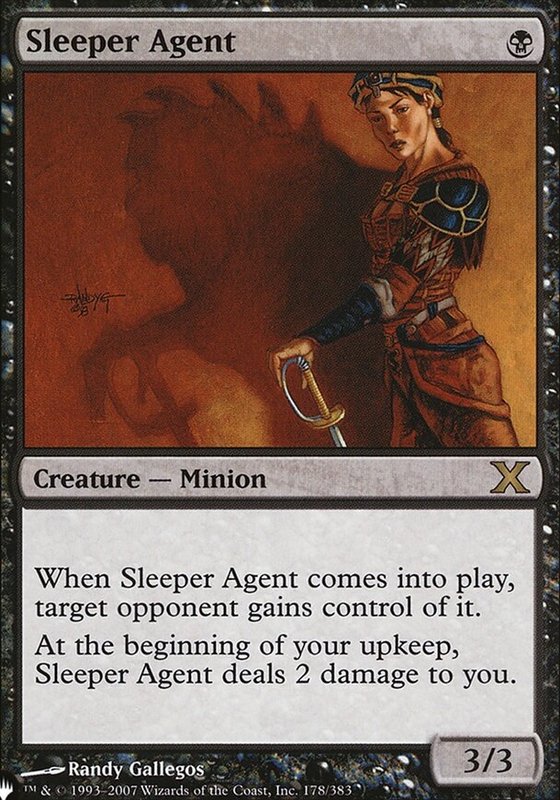 Sleeper Agent
RANDYG
Creature — Minion
X
When Sleeper Agent comes into play,
target opponent gains control of it.
At the beginning of your upkeep,
Sleeper Agent deals 2 damage to you.
3/3
Randy Gallegos
™ & © 1993–2007 Wizards of the Coast, Inc. 178/383